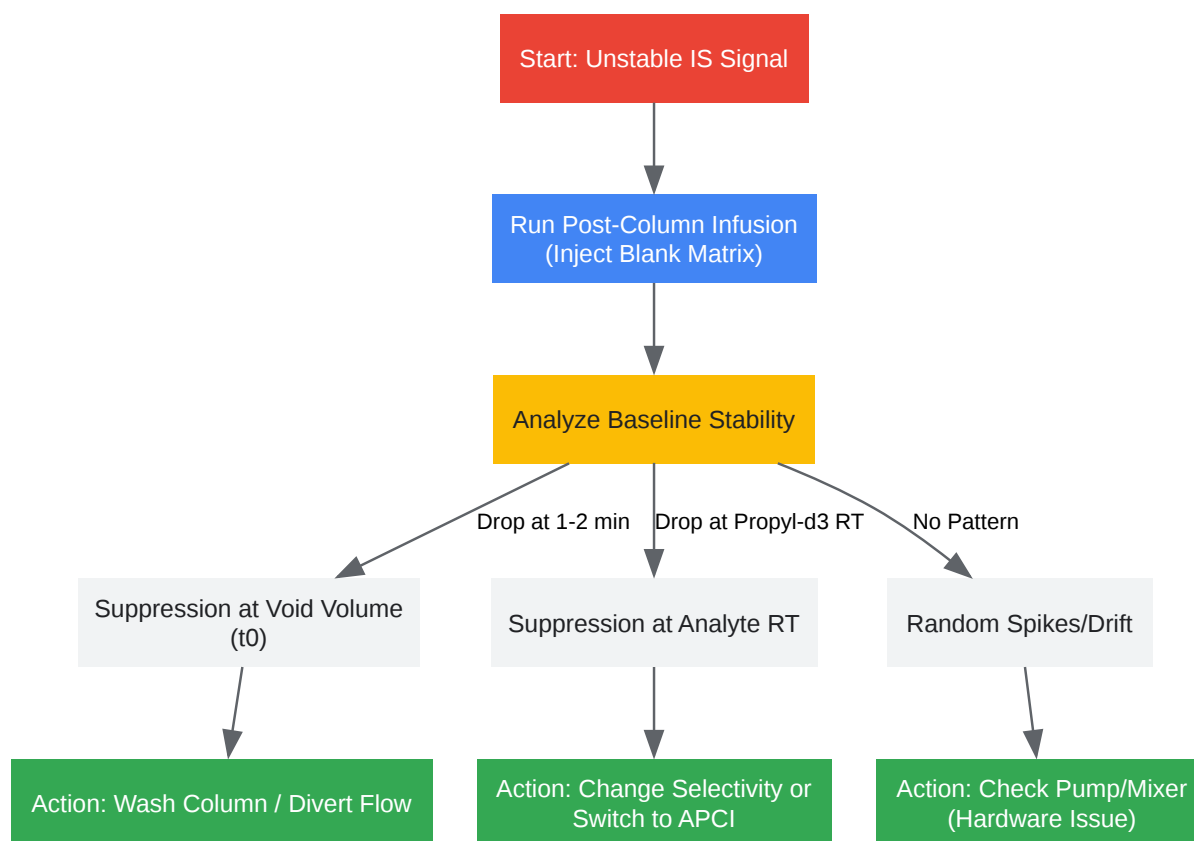 Start: Unstable IS Signal
Run Post-Column Infusion
(Inject Blank Matrix)
Analyze Baseline Stability
Drop at 1-2 min
Drop at Propyl-d3 RT
No Pattern
Suppression at Void Volume
(t0)
Suppression at Analyte RT
Random Spikes/Drift
Action: Wash Column / Divert Flow
Action: Change Selectivity or
Switch to APCI
Action: Check Pump/Mixer
(Hardware Issue)